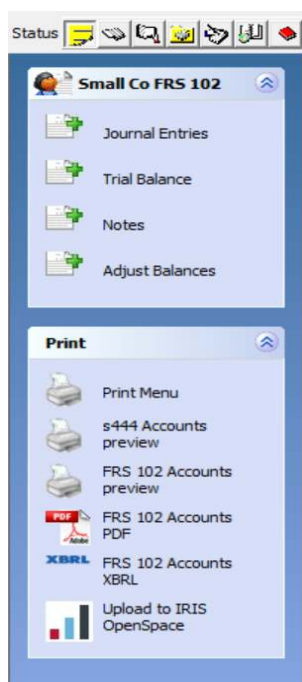 Status
Small Co FRS 102
Journal Entries
Trial Balance
Notes
Adjust Balances
Print
Print Menu
s444 Accounts
preview
FRS 102 Accounts
preview
PDF
Adobe
FRS 102 Accounts
PDF
XBRL
FRS 102 Accounts
XBRL
Upload to IRIS
OpenSpace